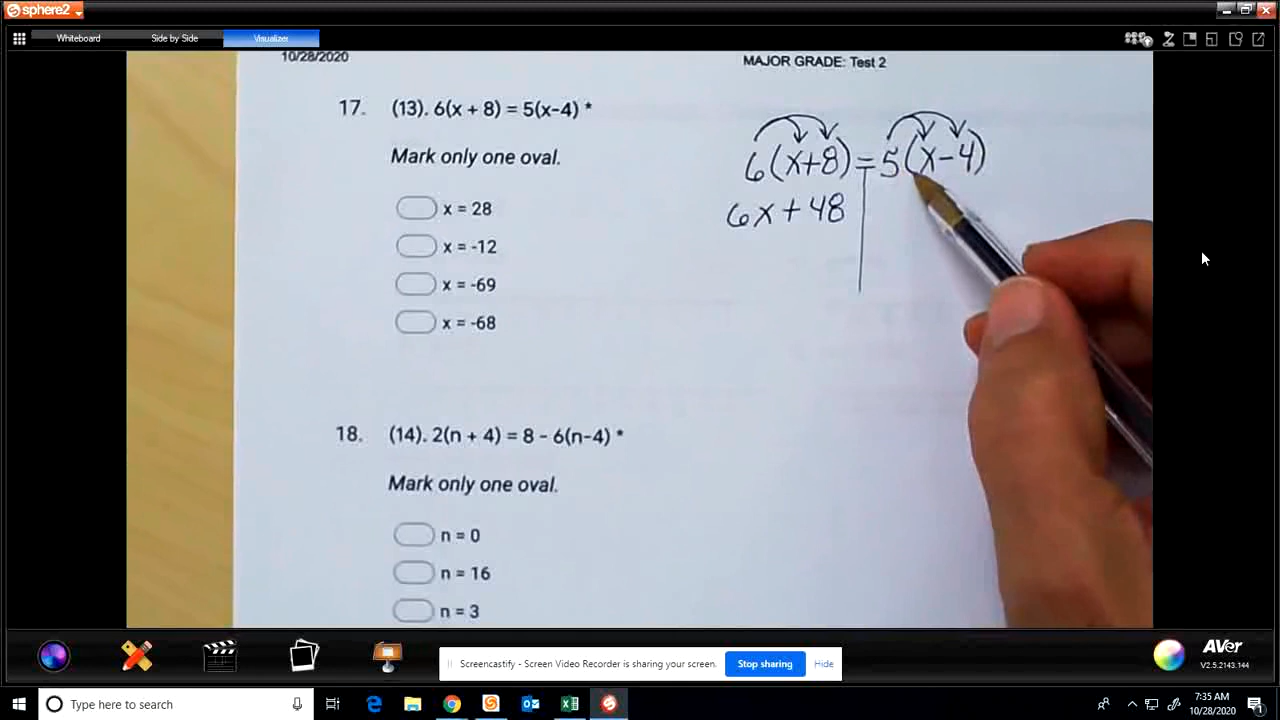 sphere2
Whiteboard Side by Side Visualizer
10/28/2020 MAJOR GRADE: Test 2
17. (13). 6(x + 8) = 5(x-4) *
Mark only one oval.
x = 28
x = -12
x = -69
x = -68
6(x+8) = 5(x-4)
6x + 48
18. (14). 2(n + 4) = 8 - 6(n-4) *
Mark only one oval.
n = 0
n = 16
n = 3
Screencastify - Screen Video Recorder is sharing your screen. Stop sharing Hide
AVer
V2.5.2143.144
Type here to search
7:35 AM
10/28/2020
1